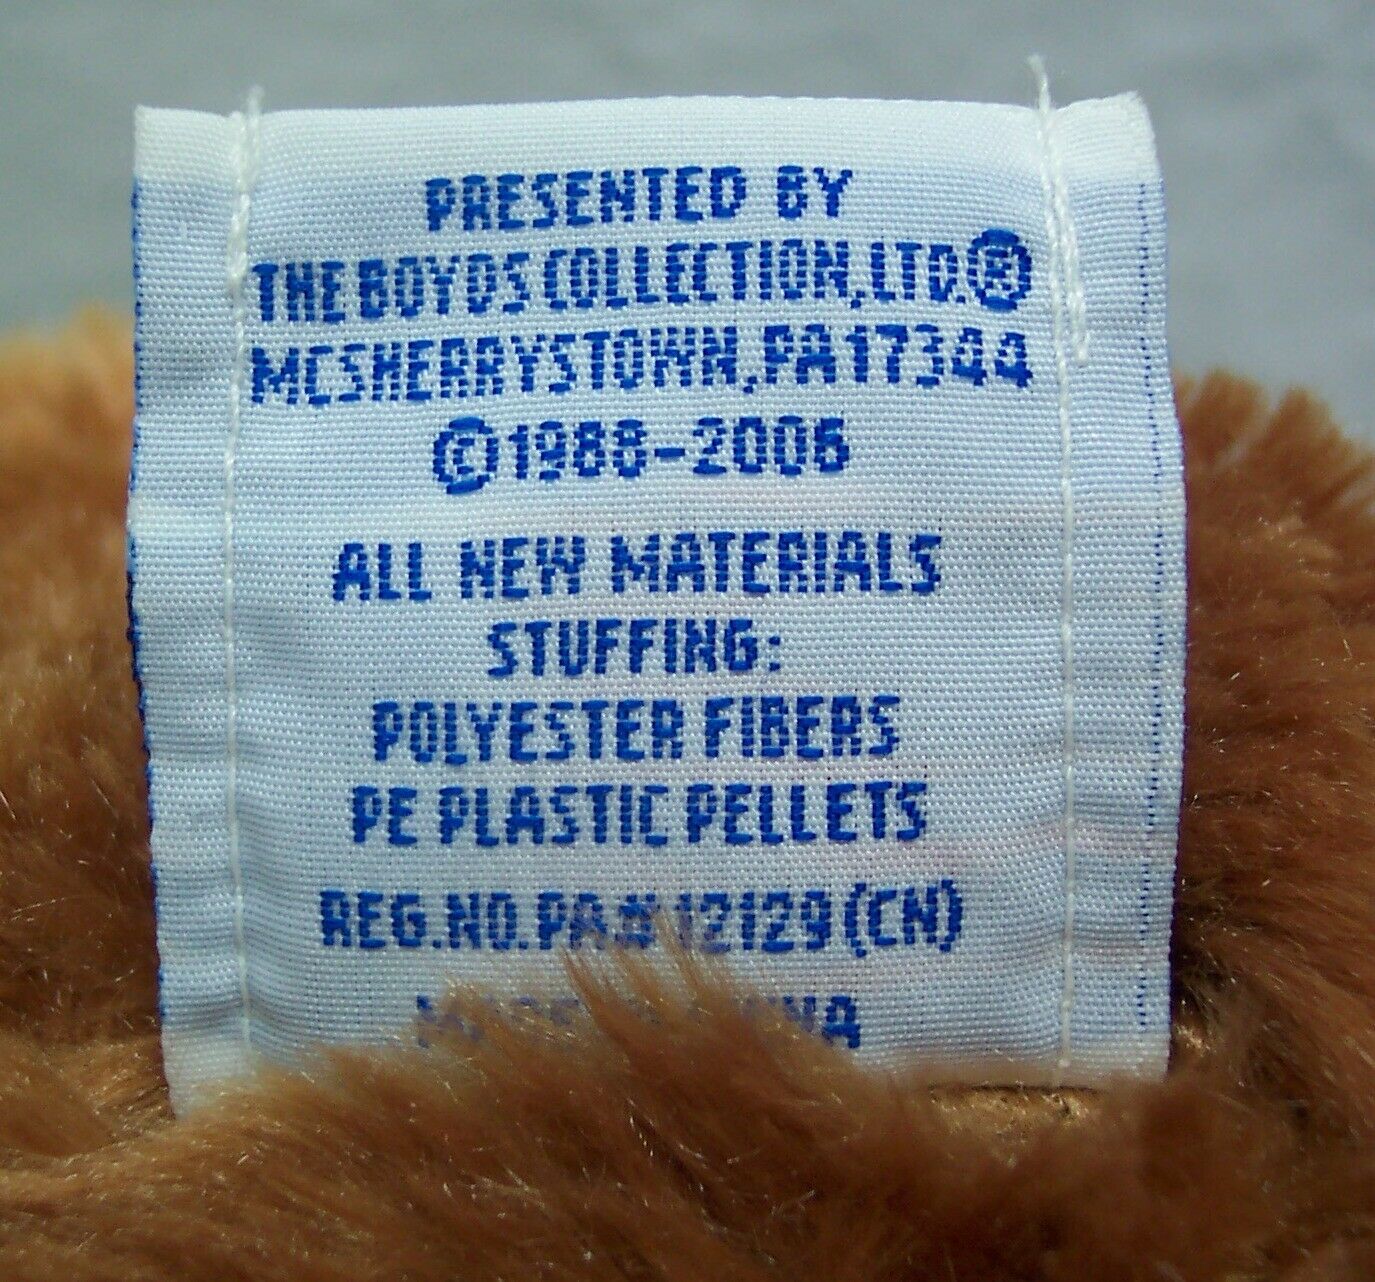 PRESENTED BY
THE BOYDS COLLECTION, LTD.®
MCSHERRYSTOWN, PA 17344
©1988-2006
ALL NEW MATERIALS
STUFFING:
POLYESTER FIBERS
PE PLASTIC PELLETS
REG. NO. PA# 12129 (CN)